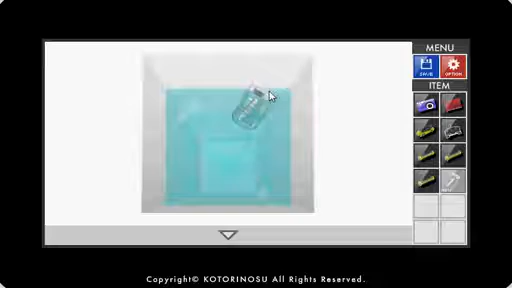 MENU
SAVE
OPTION
ITEM
Copyright© KOTORINOSU All Rights Reserved.